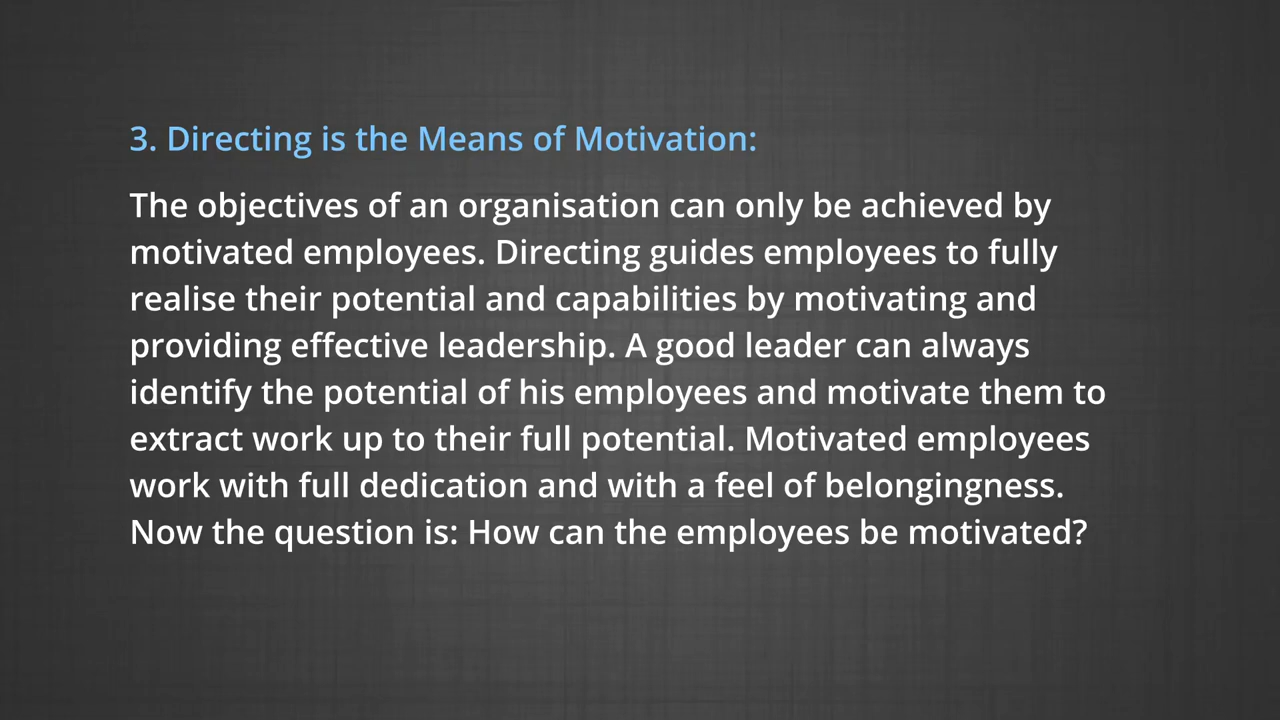 3. Directing is the Means of Motivation:
The objectives of an organisation can only be achieved by
motivated employees. Directing guides employees to fully
realise their potential and capabilities by motivating and
providing effective leadership. A good leader can always
identify the potential of his employees and motivate them to
extract work up to their full potential. Motivated employees
work with full dedication and with a feel of belongingness.
Now the question is: How can the employees be motivated?